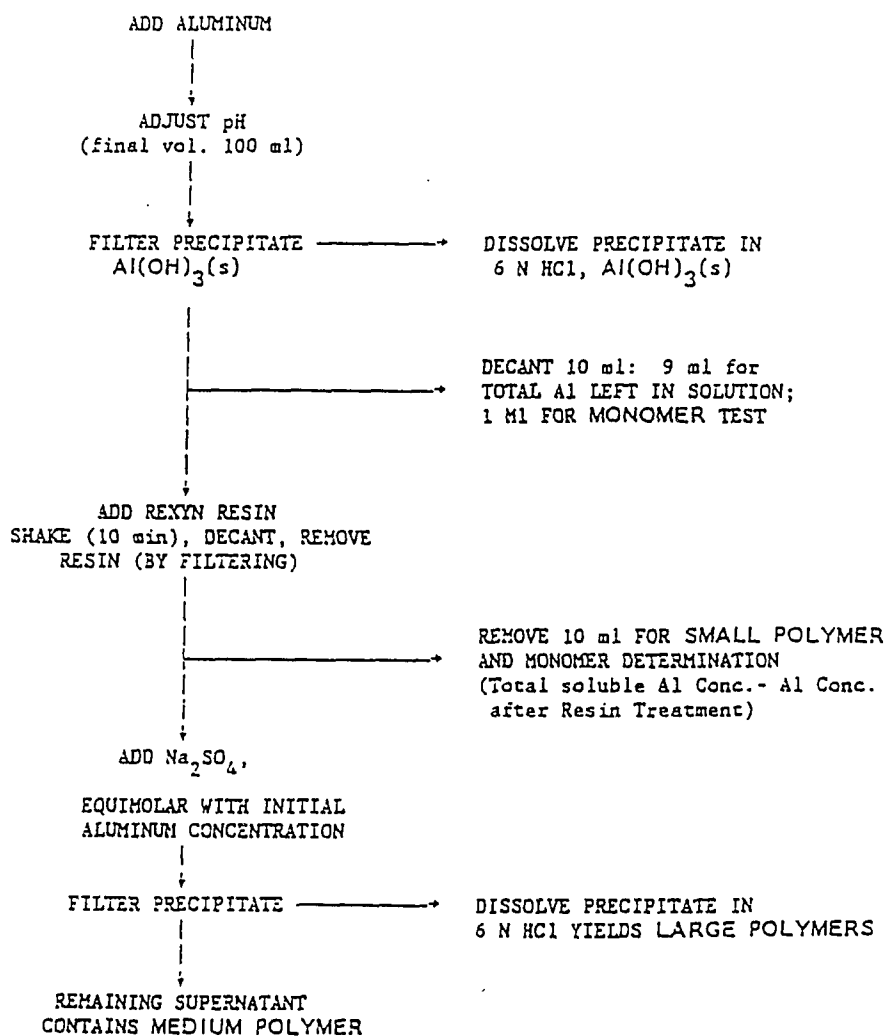 ADD ALUMINUM
ADJUST pH
(final vol. 100 ml)
FILTER PRECIPITATE
Al(OH)3(s)
DISSOLVE PRECIPITATE IN
6 N HCl, Al(OH)3(s)
DECANT 10 ml: 9 ml for
TOTAL Al LEFT IN SOLUTION;
1 Ml FOR MONOMER TEST
ADD REXYN RESIN
SHAKE (10 min), DECANT, REMOVE
RESIN (BY FILTERING)
REMOVE 10 ml FOR SMALL POLYMER
AND MONOMER DETERMINATION
(Total soluble Al Conc.- Al Conc.
after Resin Treatment)
ADD Na2SO4,
EQUIMOLAR WITH INITIAL
ALUMINUM CONCENTRATION
FILTER PRECIPITATE
DISSOLVE PRECIPITATE IN
6 N HCl YIELDS LARGE POLYMERS
REMAINING SUPERNATANT
CONTAINS MEDIUM POLYMER